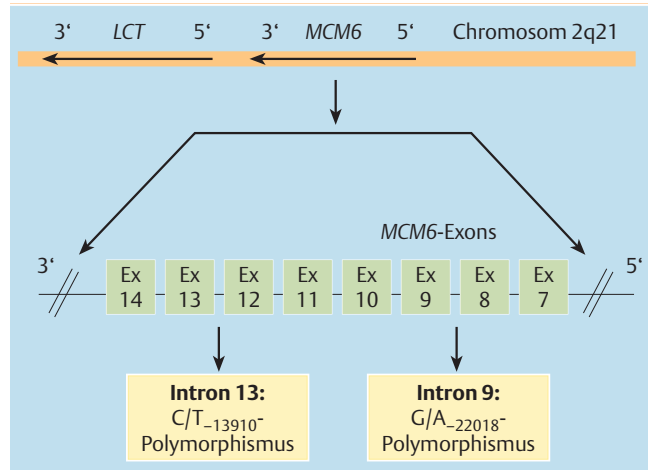 3‘ LCT 5‘ 3‘ MCM6 5‘ Chromosom 2q21
MCM6-Exons
3‘ 5‘
Ex Ex Ex Ex Ex Ex Ex Ex
14 13 12 11 10 9 8 7
Intron 13:
C/T–13910-
Polymorphismus
Intron 9:
G/A–22018-
Polymorphismus